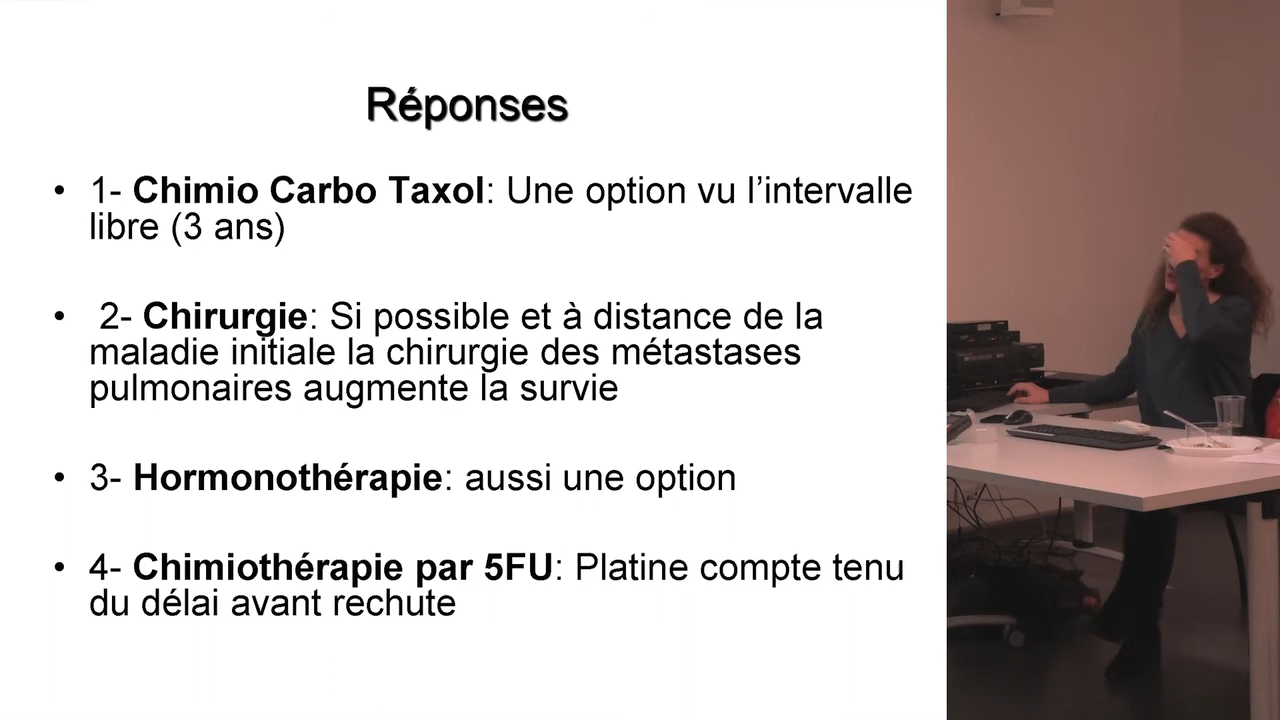 Réponses
• 1- Chimio Carbo Taxol: Une option vu l’intervalle
libre (3 ans)
• 2- Chirurgie: Si possible et à distance de la
maladie initiale la chirurgie des métastases
pulmonaires augmente la survie
• 3- Hormonothérapie: aussi une option
• 4- Chimiothérapie par 5FU: Platine compte tenu
du délai avant rechute